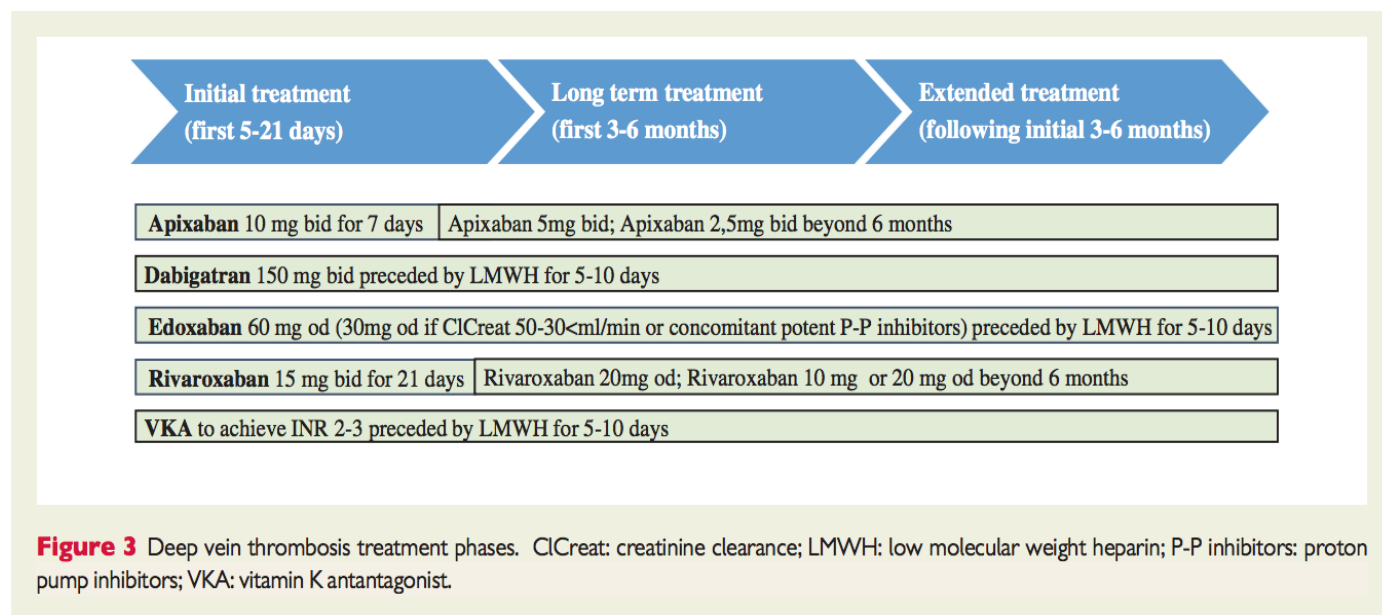 Initial treatment
(first 5-21 days)
Long term treatment
(first 3-6 months)
Extended treatment
(following initial 3-6 months)
Apixaban 10 mg bid for 7 days
Apixaban 5mg bid; Apixaban 2,5mg bid beyond 6 months
Dabigatran 150 mg bid preceded by LMWH for 5-10 days
Edoxaban 60 mg od (30mg od if ClCreat 50-30<ml/min or concomitant potent P-P inhibitors) preceded by LMWH for 5-10 days
Rivaroxaban 15 mg bid for 21 days
Rivaroxaban 20mg od; Rivaroxaban 10 mg or 20 mg od beyond 6 months
VKA to achieve INR 2-3 preceded by LMWH for 5-10 days
Figure 3 Deep vein thrombosis treatment phases. ClCreat: creatinine clearance; LMWH: low molecular weight heparin; P-P inhibitors: proton
pump inhibitors; VKA: vitamin K antantagonist.